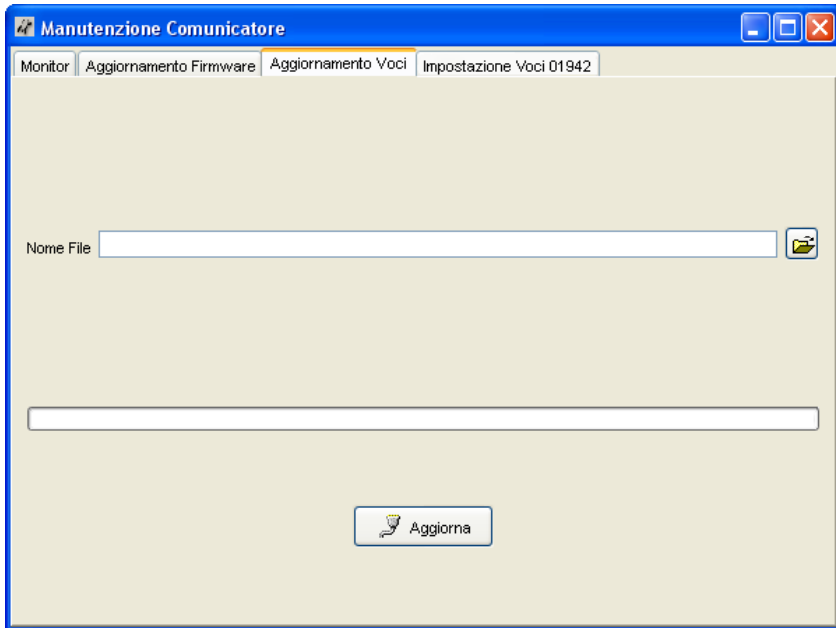 Manutenzione Comunicatore
Monitor Aggiornamento Firmware Aggiornamento Voci Impostazione Voci 01942
Nome File
Aggiorna